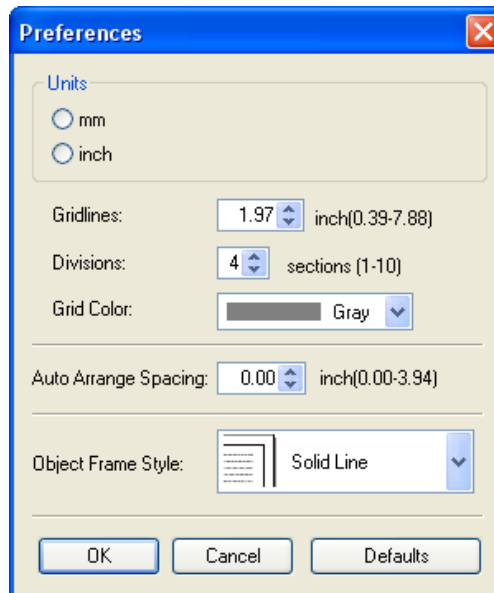 Preferences
Units
mm
inch
Gridlines: 1.97 inch(0.39-7.88)
Divisions: 4 sections (1-10)
Grid Color: Gray
Auto Arrange Spacing: 0.00 inch(0.00-3.94)
Object Frame Style: Solid Line
OK Cancel Defaults